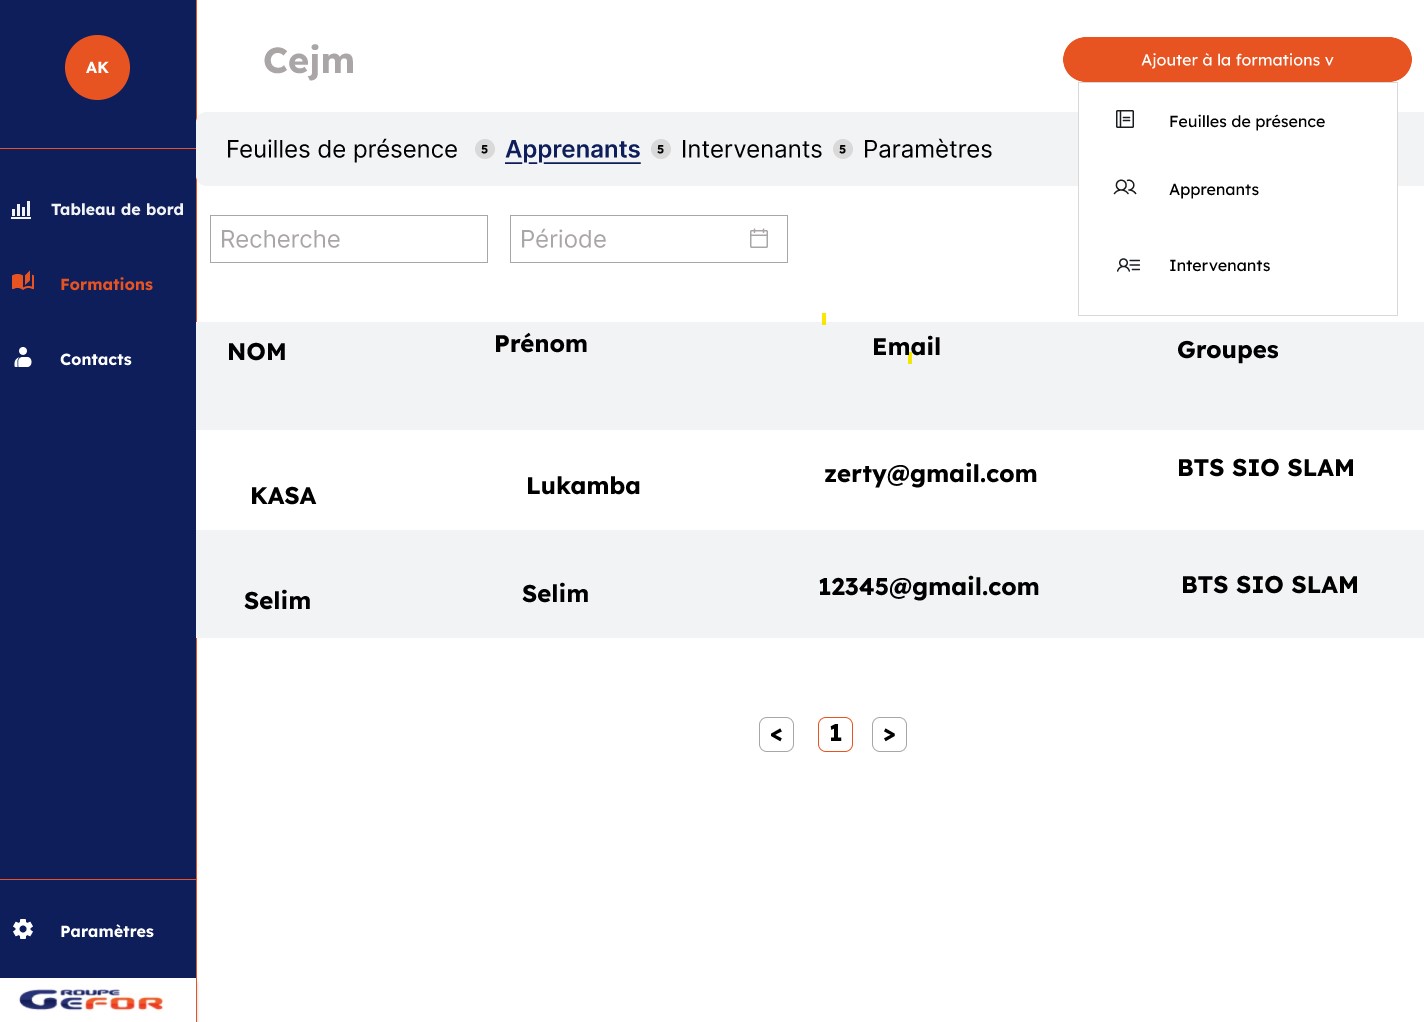 AK
Tableau de bord
Formations
Contacts
Paramètres
GROUPE
GEFOR
Cejm
Ajouter à la formations v
Feuilles de présence
Apprenants
Intervenants
Feuilles de présence 5 Apprenants 5 Intervenants 5 Paramètres
Recherche Période
NOM Prénom Email Groupes
KASA Lukamba zerty@gmail.com BTS SIO SLAM
Selim Selim 12345@gmail.com BTS SIO SLAM
< 1 >